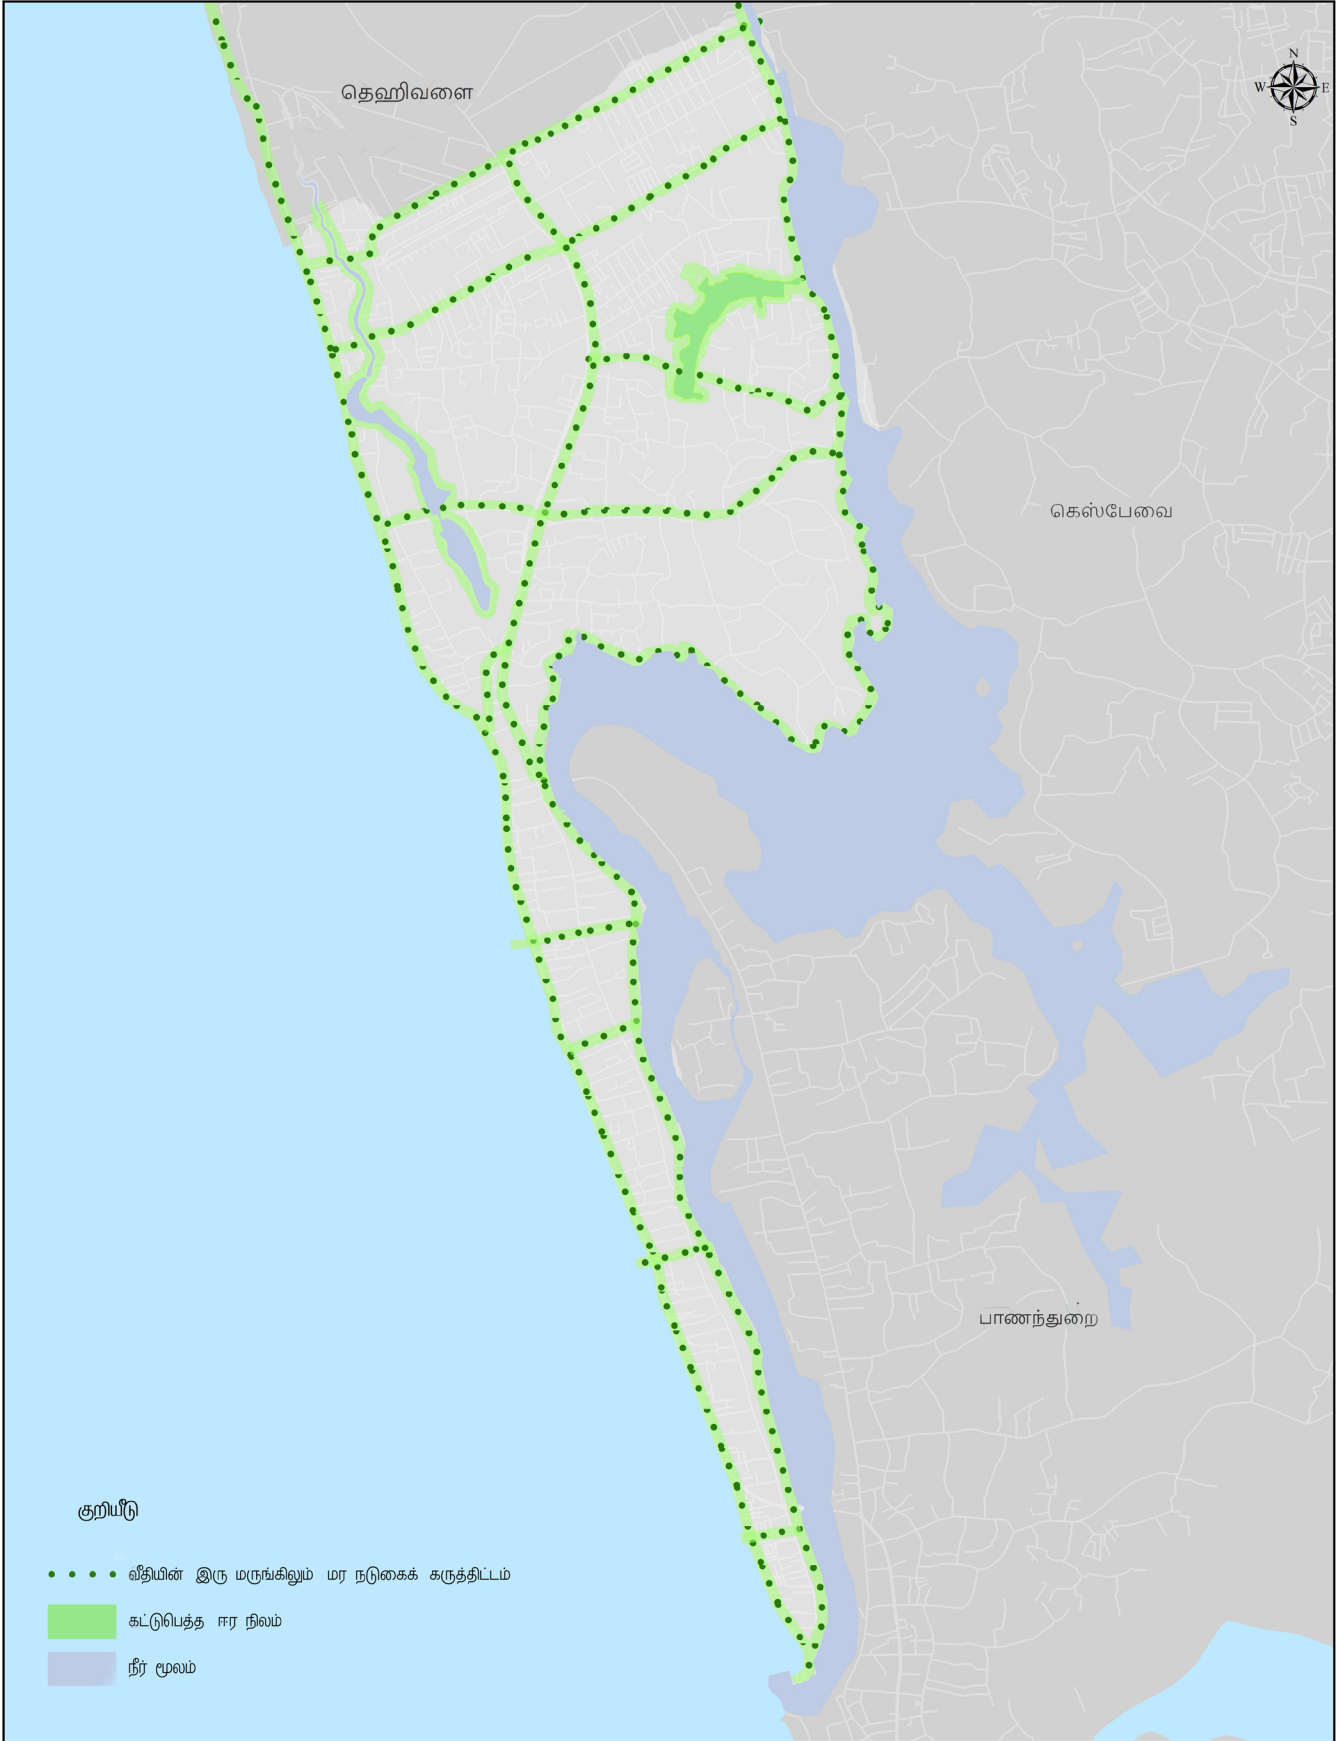 தெஹிவளை
N
W E
S
கெஸ்பேவை
பாணந்துறை
குறியீடு
வீதியின் இரு மருங்கிலும் மர நடுகைக் கருத்திட்டம்
கட்டுபெத்த ஈர நிலம்
நீர் மூலம்